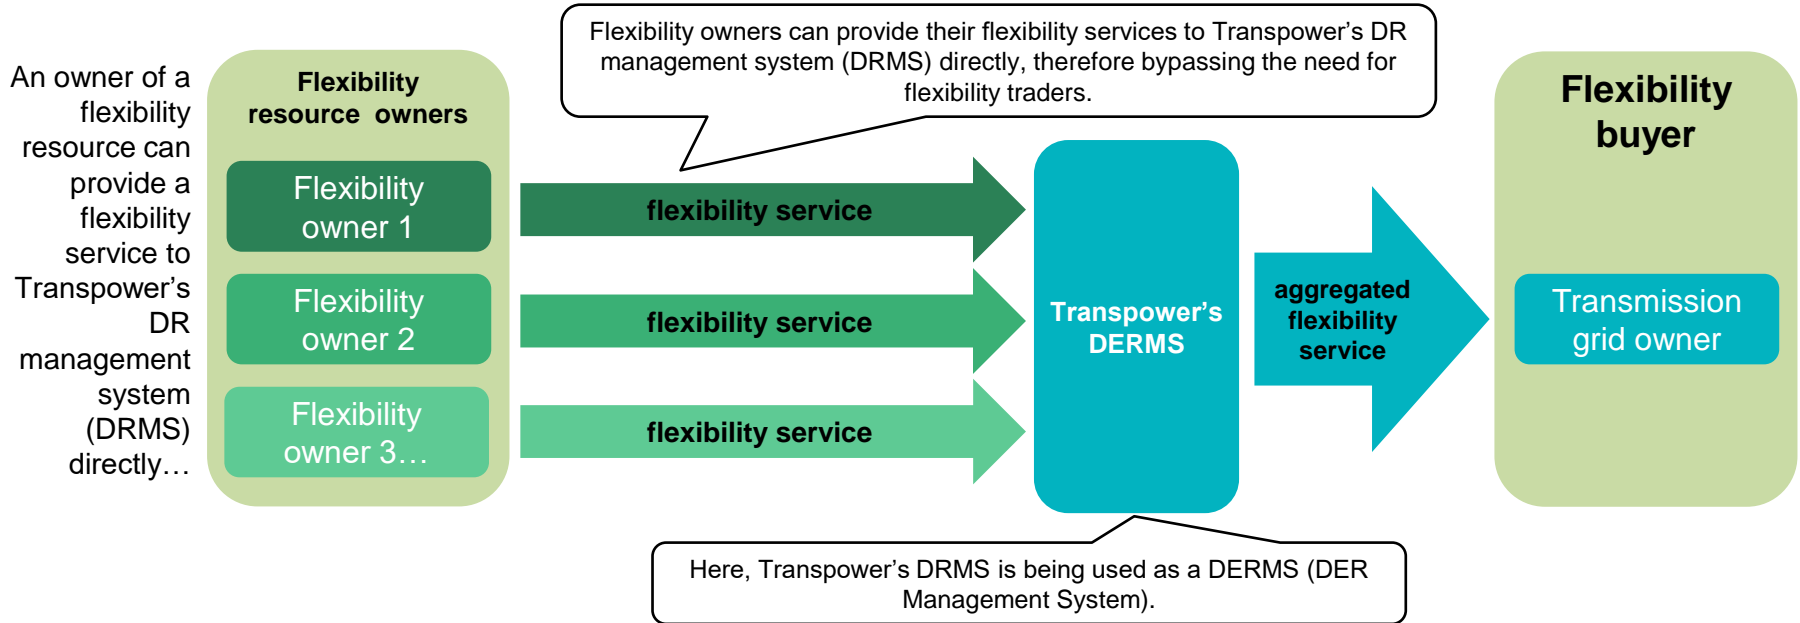 An owner of a
flexibility
resource can
provide a
flexibility
service to
Transpower’s
DR
management
system
(DRMS)
directly…
Flexibility
resource owners
Flexibility
owner 1
Flexibility
owner 2
Flexibility
owner 3…
Flexibility owners can provide their flexibility services to Transpower’s DR
management system (DRMS) directly, therefore bypassing the need for
flexibility traders.
flexibility service
flexibility service
flexibility service
Transpower’s
DERMS
Here, Transpower’s DRMS is being used as a DERMS (DER
Management System).
aggregated
flexibility
service
Flexibility
buyer
Transmission
grid owner